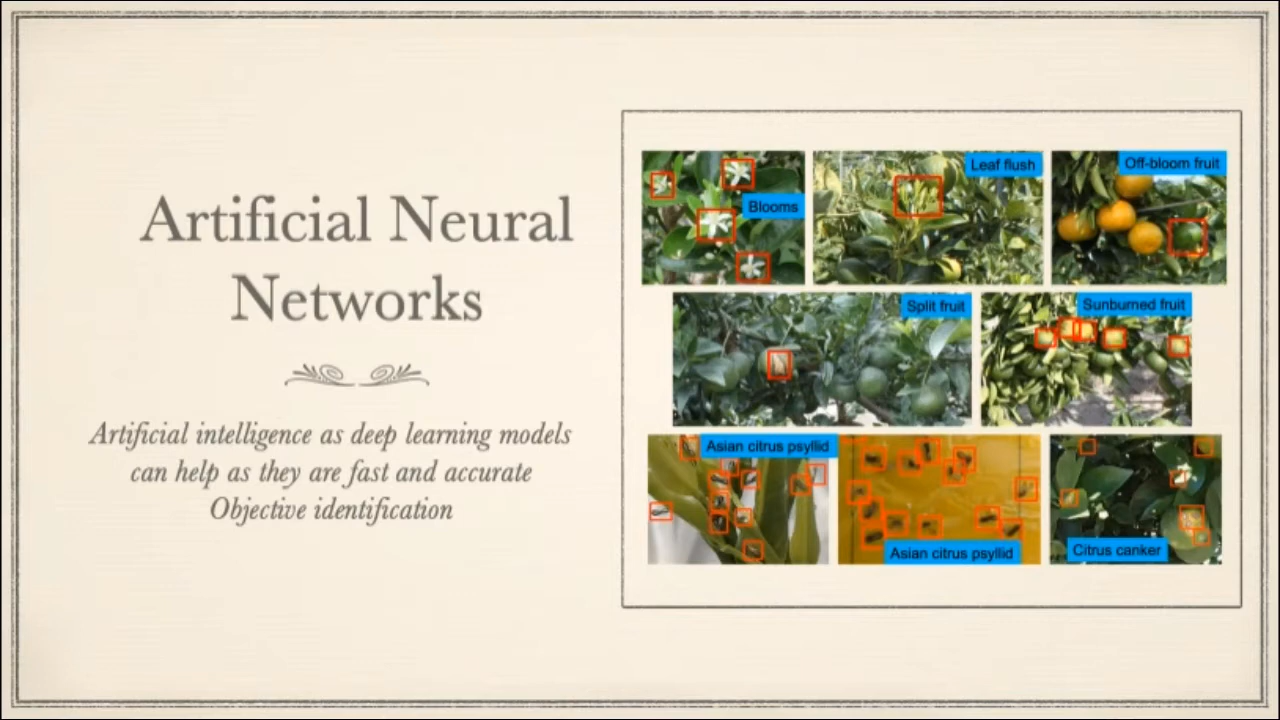 Artificial Neural
Networks
Artificial intelligence as deep learning models
can help as they are fast and accurate
Objective identification
Blooms
Leaf flush
Off-bloom fruit
Split fruit
Sunburned fruit
Asian citrus psyllid
Asian citrus psyllid
Citrus canker